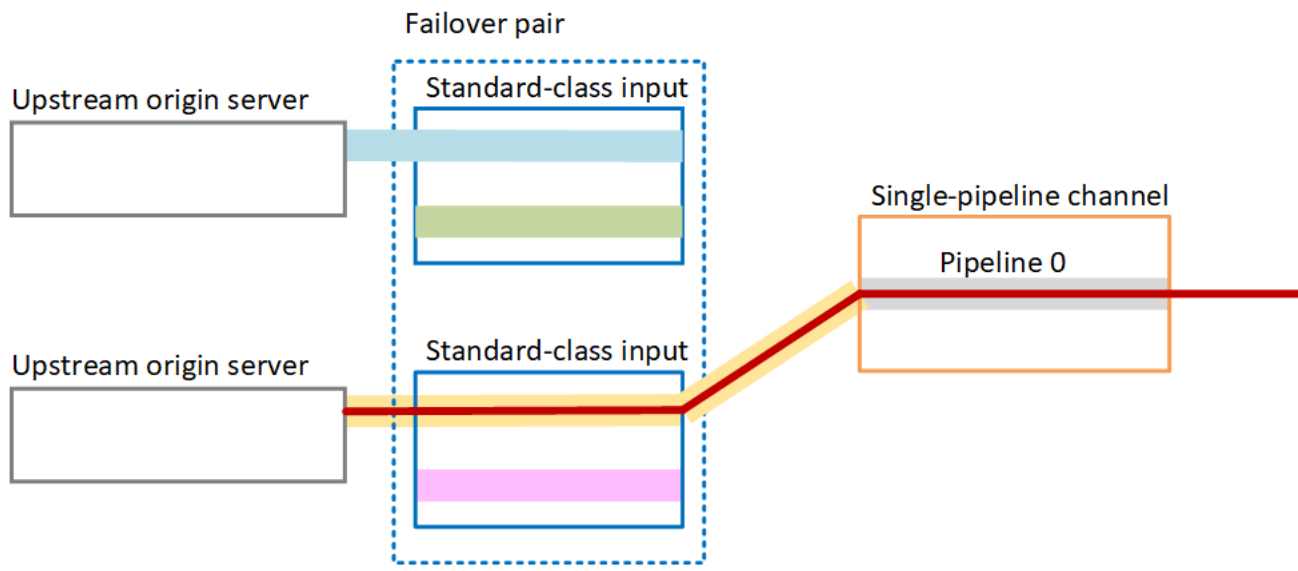 Failover pair
Standard-class input
Upstream origin server
Single-pipeline channel
Pipeline 0
Standard-class input
Upstream origin server